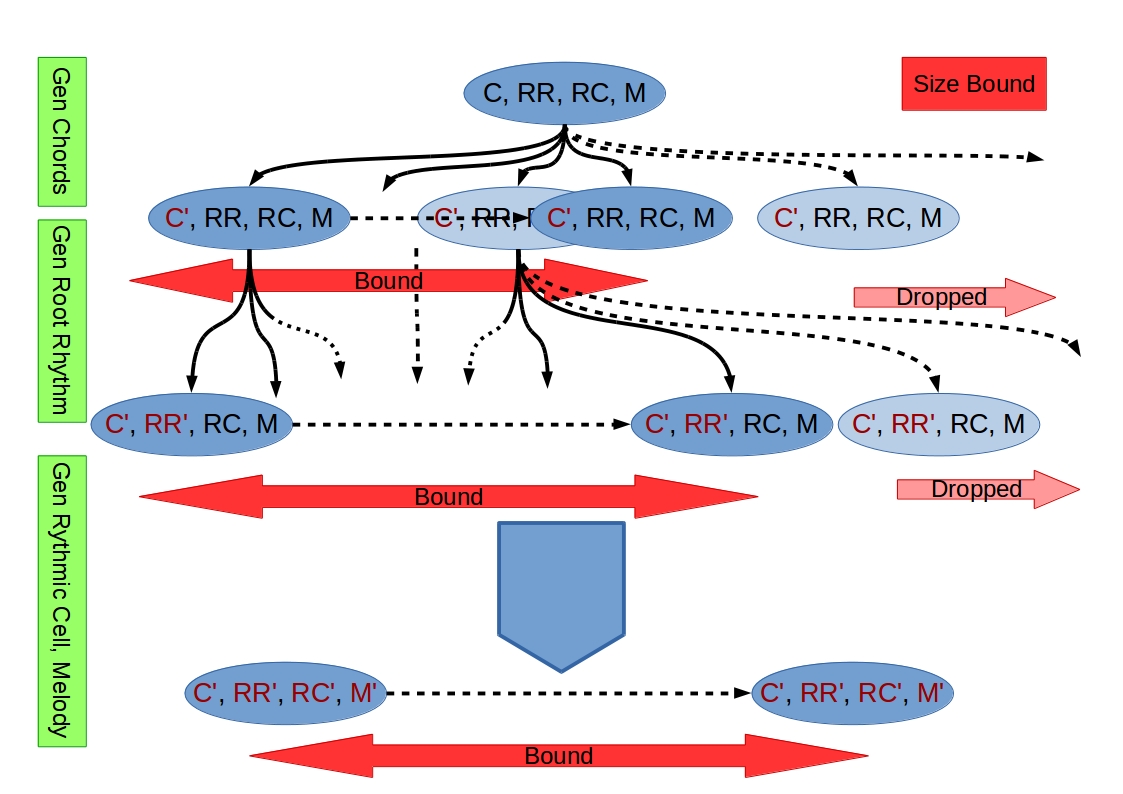 Gen Chords
C, RR, RC, M
Size Bound
C', RR, RC, M
C', RR,
C', RR, RC, M
C', RR, RC, M
Gen Root Rhythm
Bound
Dropped
C', RR', RC, M
C', RR', RC, M
C', RR', RC, M
Gen Rythmic Cell, Melody
Bound
Dropped
C', RR', RC', M'
C', RR', RC', M'
Bound